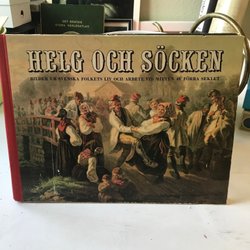 HELG OCH SÖCKEN
BILDER UR SVENSKA FOLKETS LIV OCH ARBETE VID MITTEN AV FÖRRA SEKLET